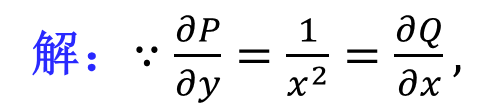 解：∵ ∂P/∂y = 1/x² = ∂Q/∂x ,